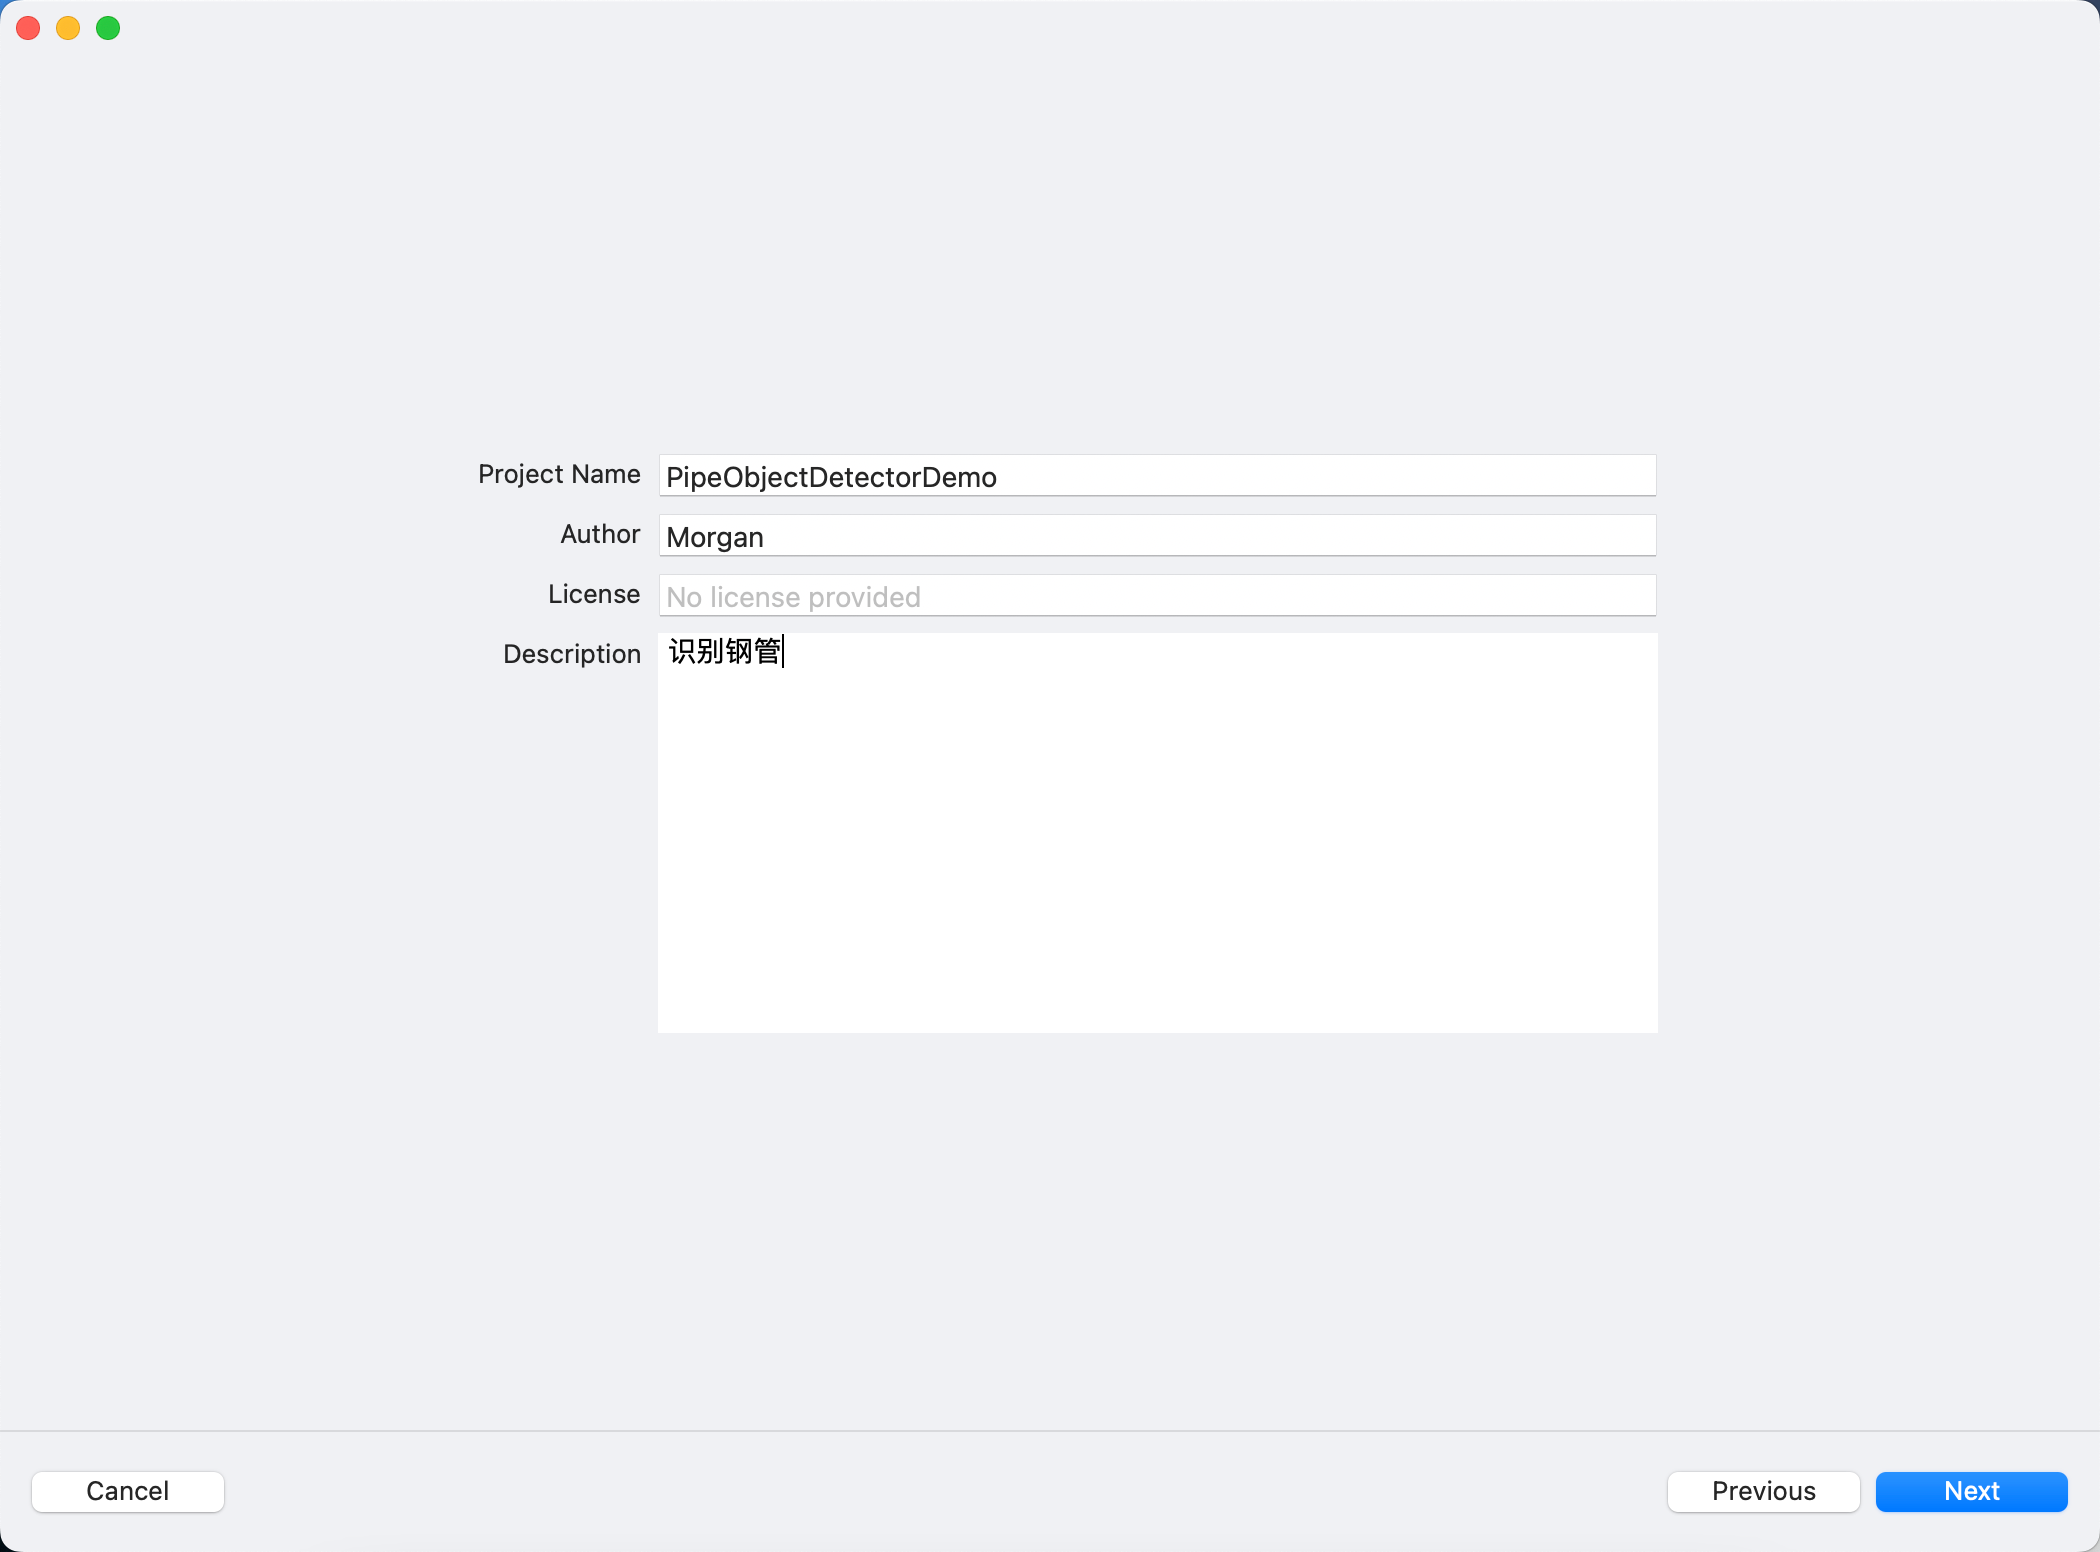 Project Name PipeObjectDetectorDemo
Author Morgan
License No license provided
Description 识别钢管
Cancel Previous Next